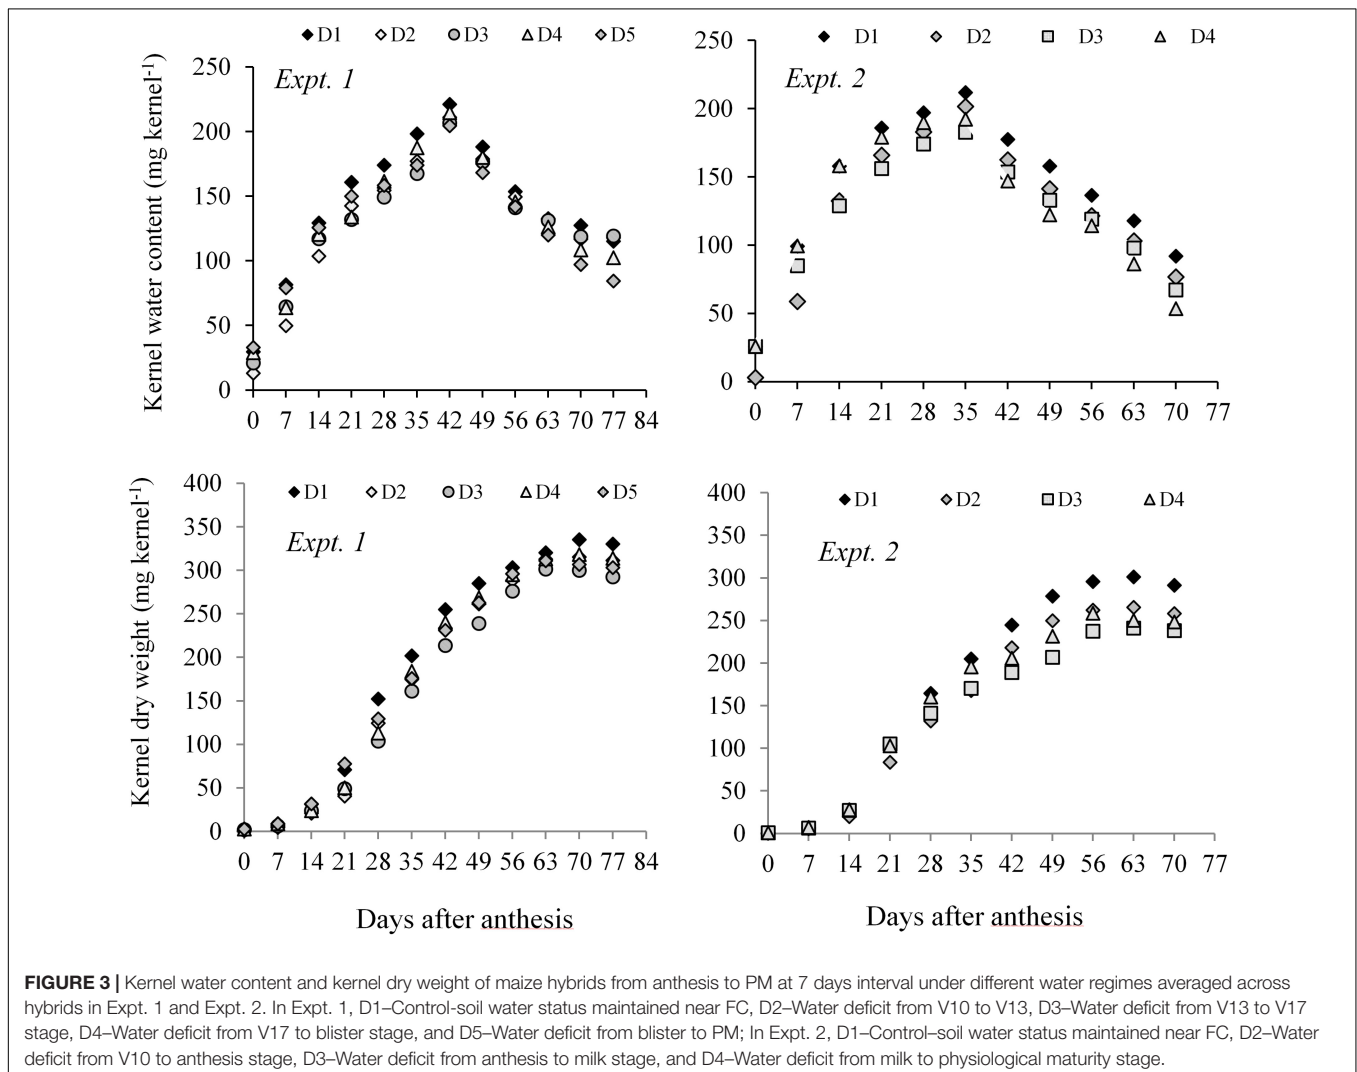 D1 D2 D3 D4 D5
Expt. 1
Kernel water content (mg kernel-1)
250
200
150
100
50
0
0 7 14 21 28 35 42 49 56 63 70 77 84
D1 D2 D3 D4
Expt. 2
250
200
150
100
50
0
0 7 14 21 28 35 42 49 56 63 70 77
D1 D2 D3 D4 D5
Expt. 1
Kernel dry weight (mg kernel-1)
400
350
300
250
200
150
100
50
0
0 7 14 21 28 35 42 49 56 63 70 77 84
Days after anthesis
D1 D2 D3 D4
Expt. 2
400
350
300
250
200
150
100
50
0
0 7 14 21 28 35 42 49 56 63 70 77
Days after anthesis
FIGURE 3 | Kernel water content and kernel dry weight of maize hybrids from anthesis to PM at 7 days interval under different water regimes averaged across
hybrids in Expt. 1 and Expt. 2. In Expt. 1, D1–Control-soil water status maintained near FC, D2–Water deficit from V10 to V13, D3–Water deficit from V13 to V17
stage, D4–Water deficit from V17 to blister stage, and D5–Water deficit from blister to PM; In Expt. 2, D1–Control–soil water status maintained near FC, D2–Water
deficit from V10 to anthesis stage, D3–Water deficit from anthesis to milk stage, and D4–Water deficit from milk to physiological maturity stage.